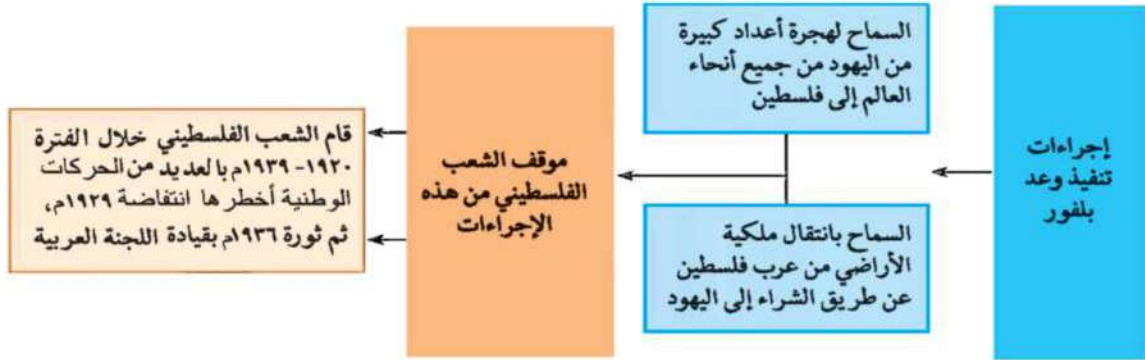 إجراءات
تنفيذ وعد
بلفور
السماح لهجرة أعداد كبيرة
من اليهود من جميع أنحاء
العالم إلى فلسطين
السماح بانتقال ملكية
الأراضي من عرب فلسطين
عن طريق الشراء إلى اليهود
موقف الشعب
الفلسطيني من هذه
الإجراءات
قام الشعب الفلسطيني خلال الفترة
١٩٢٠-١٩٣٩م بالعديد من الحركات
الوطنية أخطرها انتفاضة ١٩٢٩م،
ثم ثورة ١٩٣٦م بقيادة اللجنة العربية